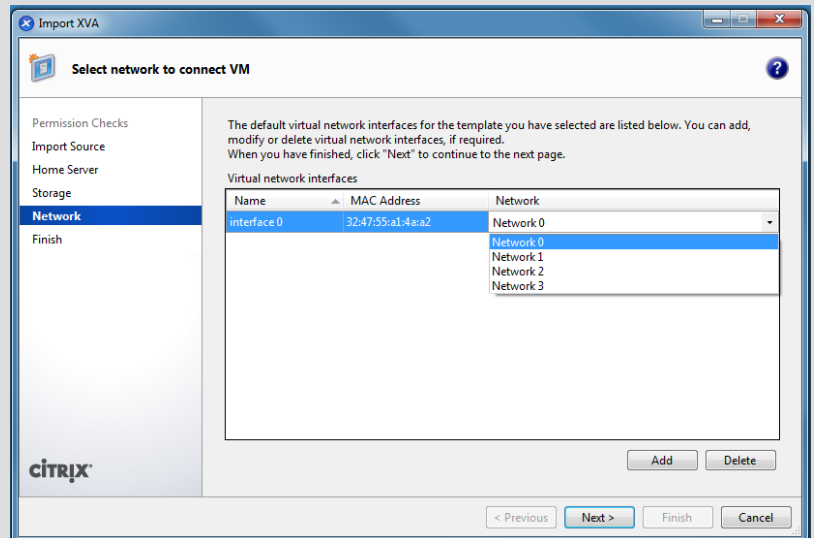 Import XVA
Select network to connect VM
?
Permission Checks
Import Source
Home Server
Storage
Network
Finish
The default virtual network interfaces for the template you have selected are listed below. You can add,
modify or delete virtual network interfaces, if required.
When you have finished, click "Next" to continue to the next page.
Virtual network interfaces
Name MAC Address Network
interface 0 32:47:55:a1:4a:a2 Network 0
Network 0
Network 1
Network 2
Network 3
Add Delete
CITRIX
< Previous Next > Finish Cancel